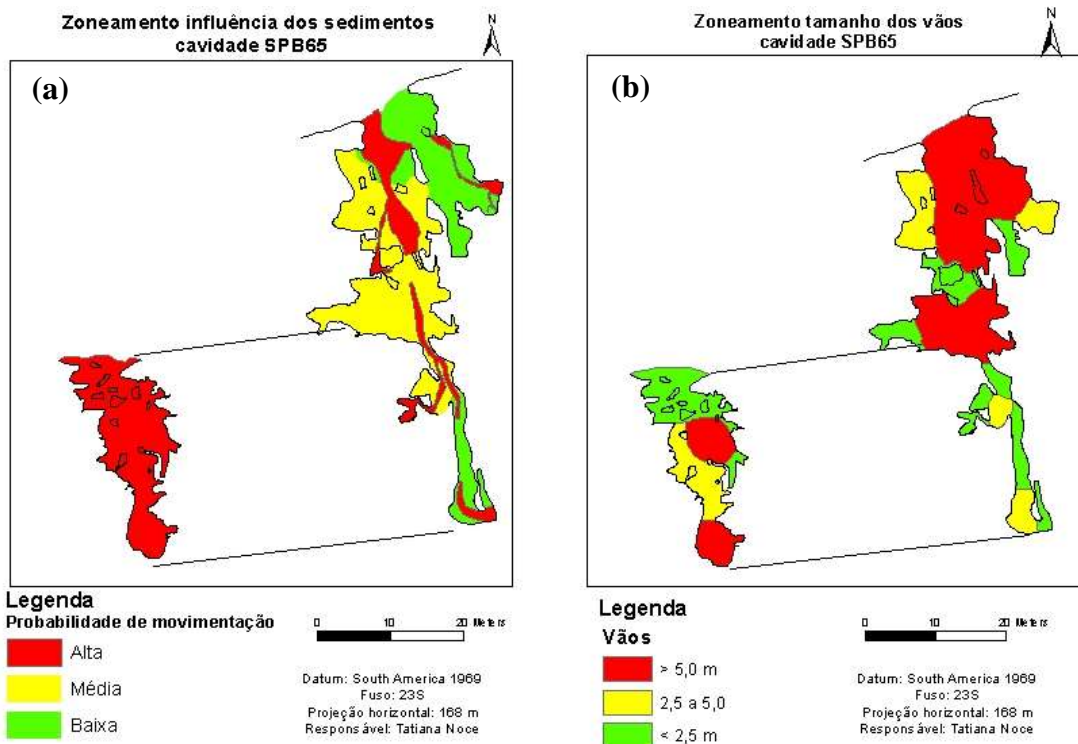 Zoneamento influência dos sedimentos
cavidade SPB65
N
(a)
Legenda
Probabilidade de movimentação
Alta
Média
Baixa
0 10 20 Meters
Datum: South America 1969
Fuso: 23S
Projeção horizontal: 168 m
Responsável: Tatiana Noce
Zoneamento tamanho dos vãos
cavidade SPB65
N
(b)
Legenda
Vãos
> 5,0 m
2,5 a 5,0
< 2,5 m
0 10 20 Meters
Datum: South America 1969
Fuso: 23S
Projeção horizontal: 168 m
Responsável: Tatiana Noce